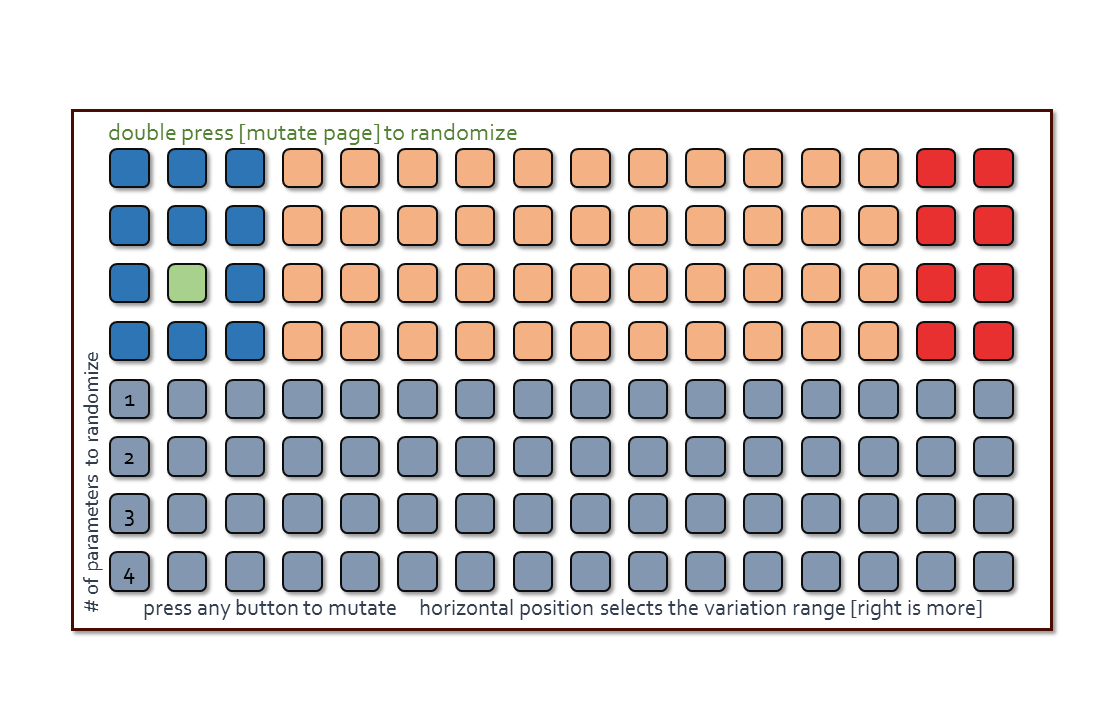 double press [mutate page] to randomize
# of parameters to randomize
1
2
3
4
press any button to mutate horizontal position selects the variation range [right is more]